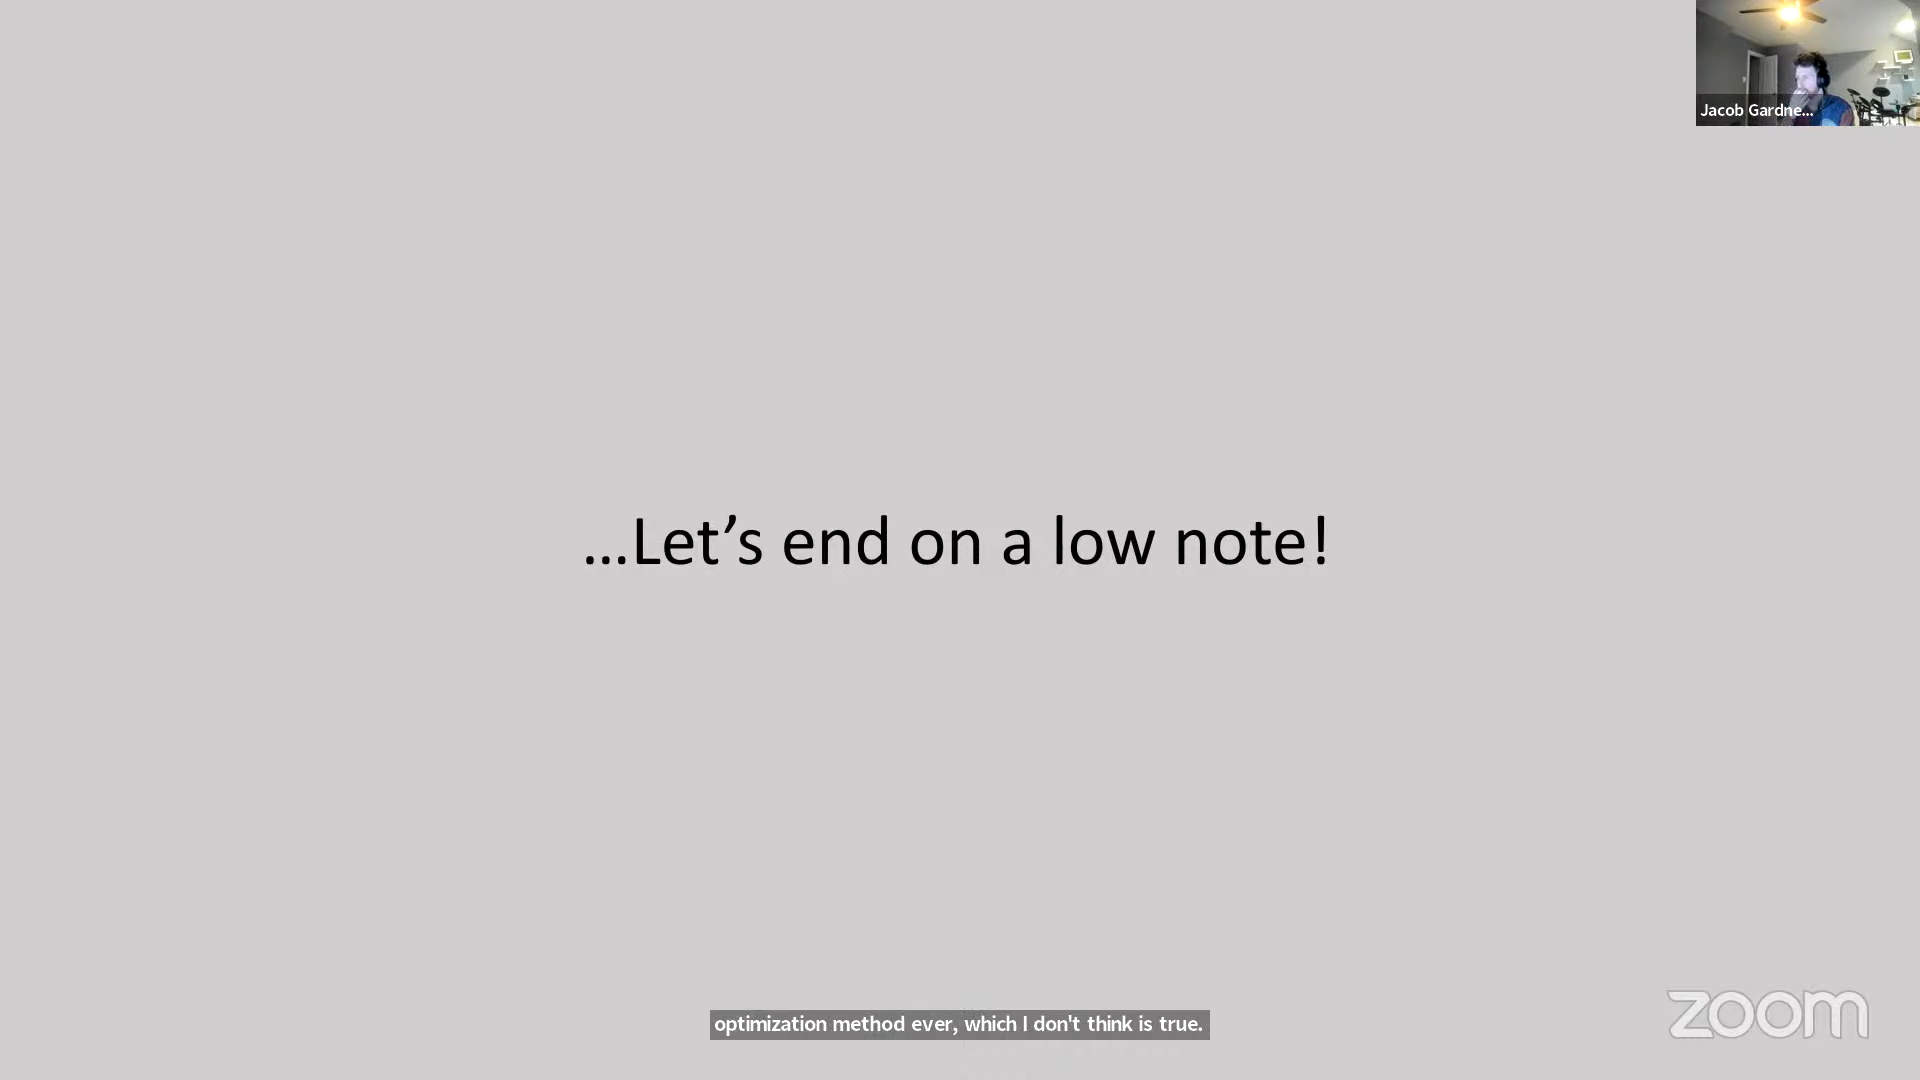 Jacob Gardne...
...Let’s end on a low note!
optimization method ever, which I don't think is true.
zoom